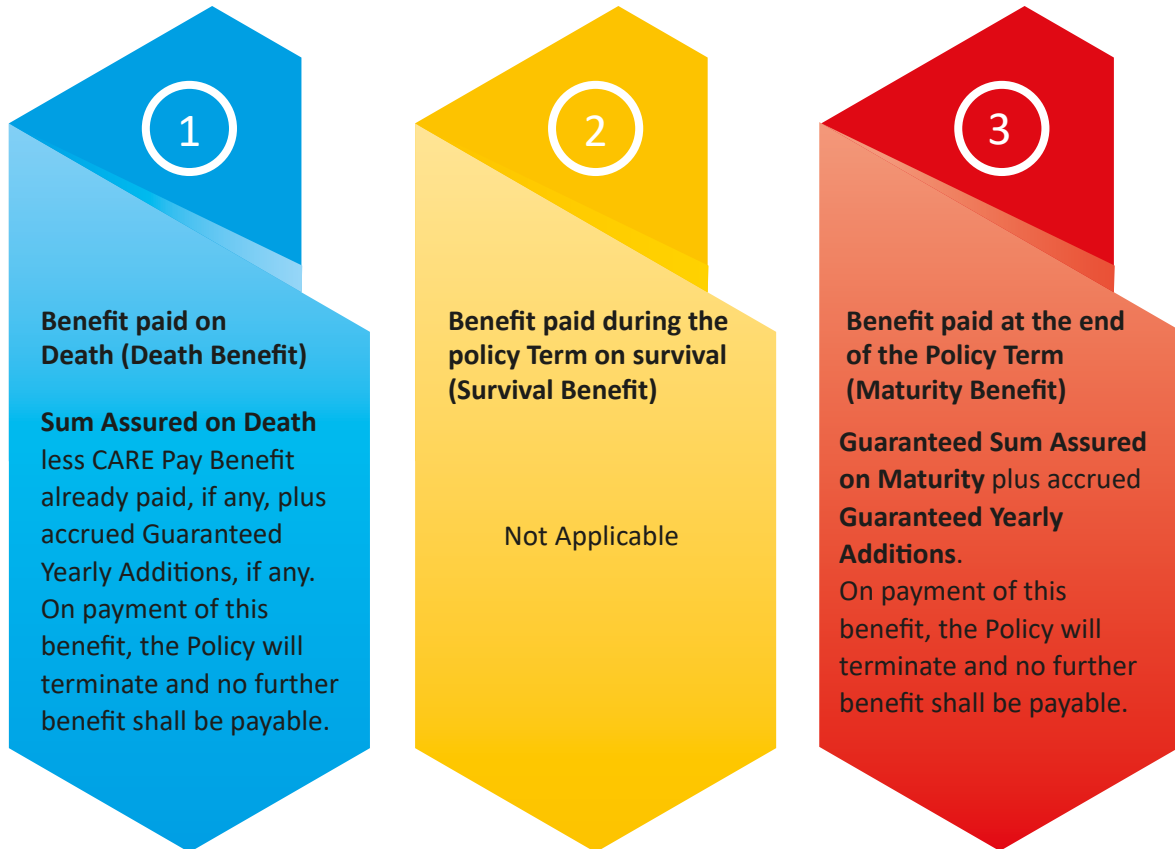 1
Benefit paid on
Death (Death Benefit)
Sum Assured on Death
less CARE Pay Benefit
already paid, if any, plus
accrued Guaranteed
Yearly Additions, if any.
On payment of this
benefit, the Policy will
terminate and no further
benefit shall be payable.
2
Benefit paid during the
policy Term on survival
(Survival Benefit)
Not Applicable
3
Benefit paid at the end
of the Policy Term
(Maturity Benefit)
Guaranteed Sum Assured
on Maturity plus accrued
Guaranteed Yearly
Additions.
On payment of this
benefit, the Policy will
terminate and no further
benefit shall be payable.